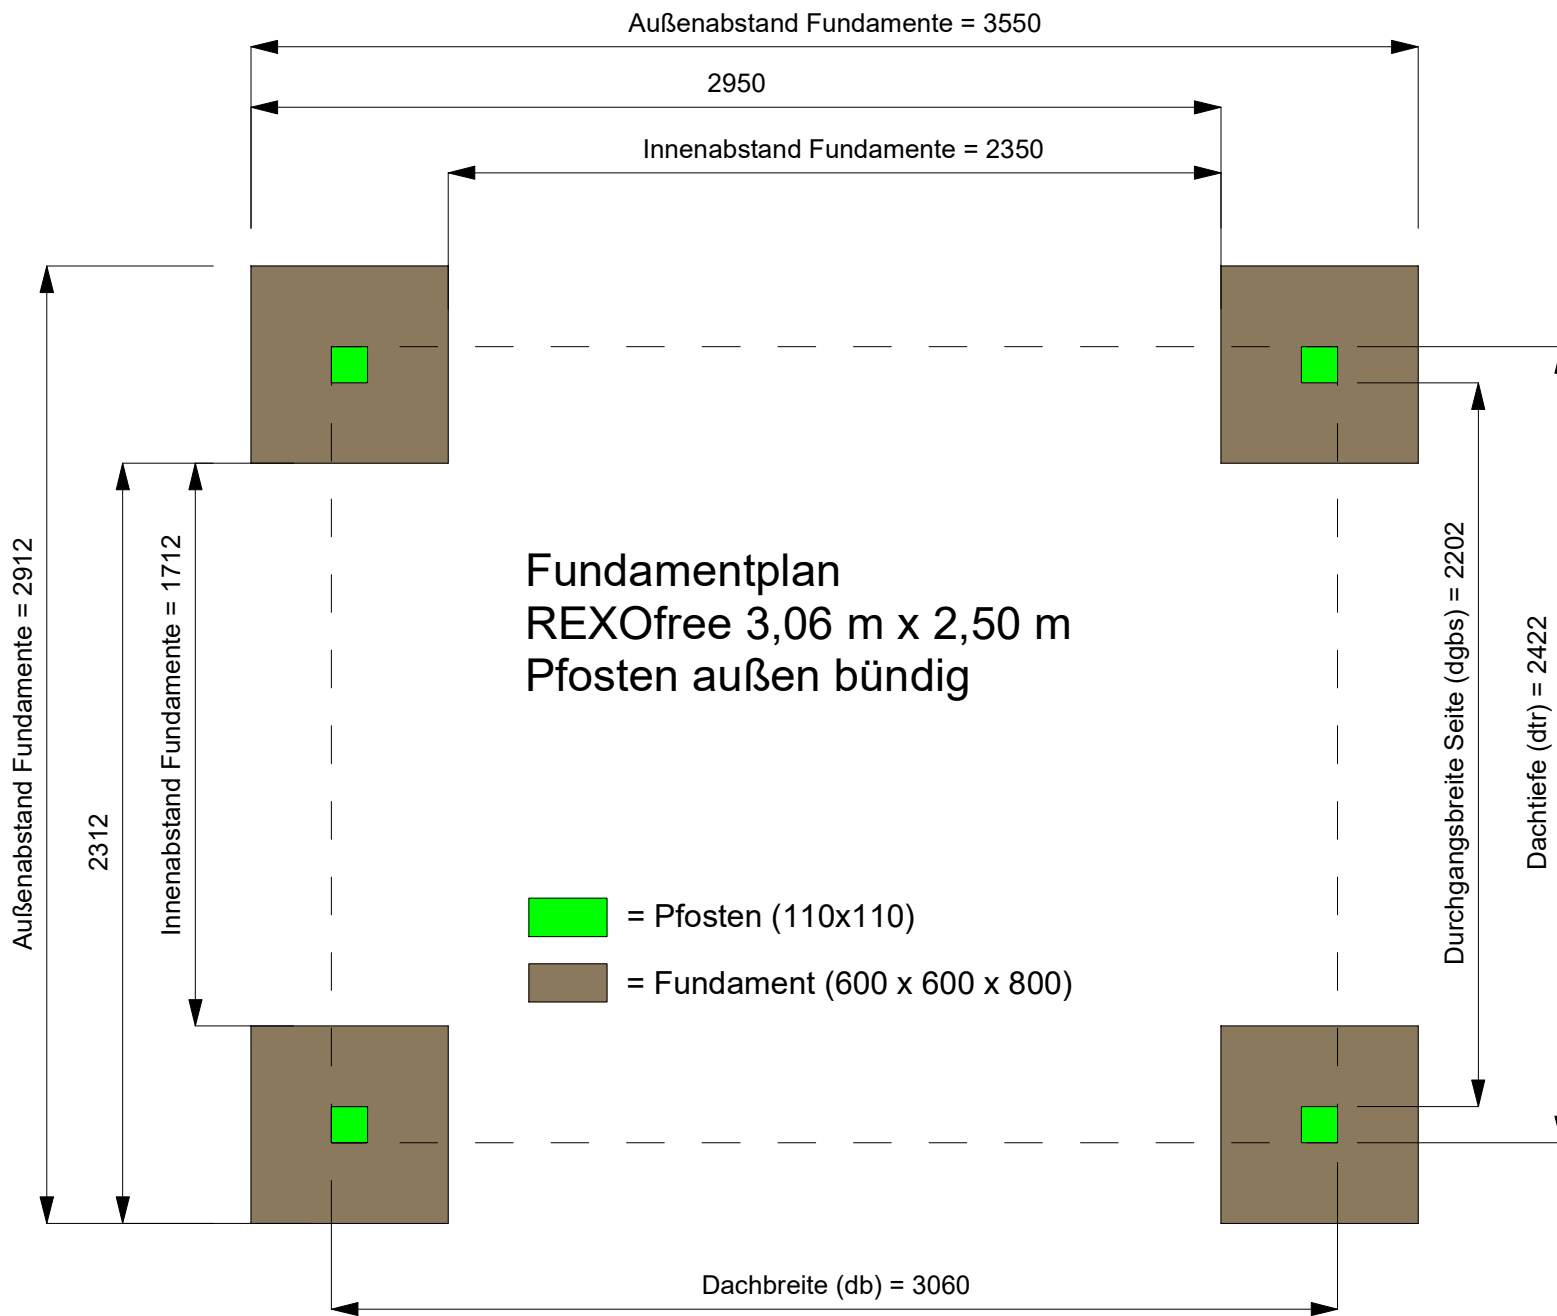 Außenabstand Fundamente = 3550
2950
Innenabstand Fundamente = 2350
Außenabstand Fundamente = 2912
2312
Innenabstand Fundamente = 1712
Fundamentplan
REXOfree 3,06 m x 2,50 m
Pfosten außen bündig
= Pfosten (110x110)
= Fundament (600 x 600 x 800)
Durchgangsbreite Seite (dgbs) = 2202
Dachtiefe (dtr) = 2422
Dachbreite (db) = 3060